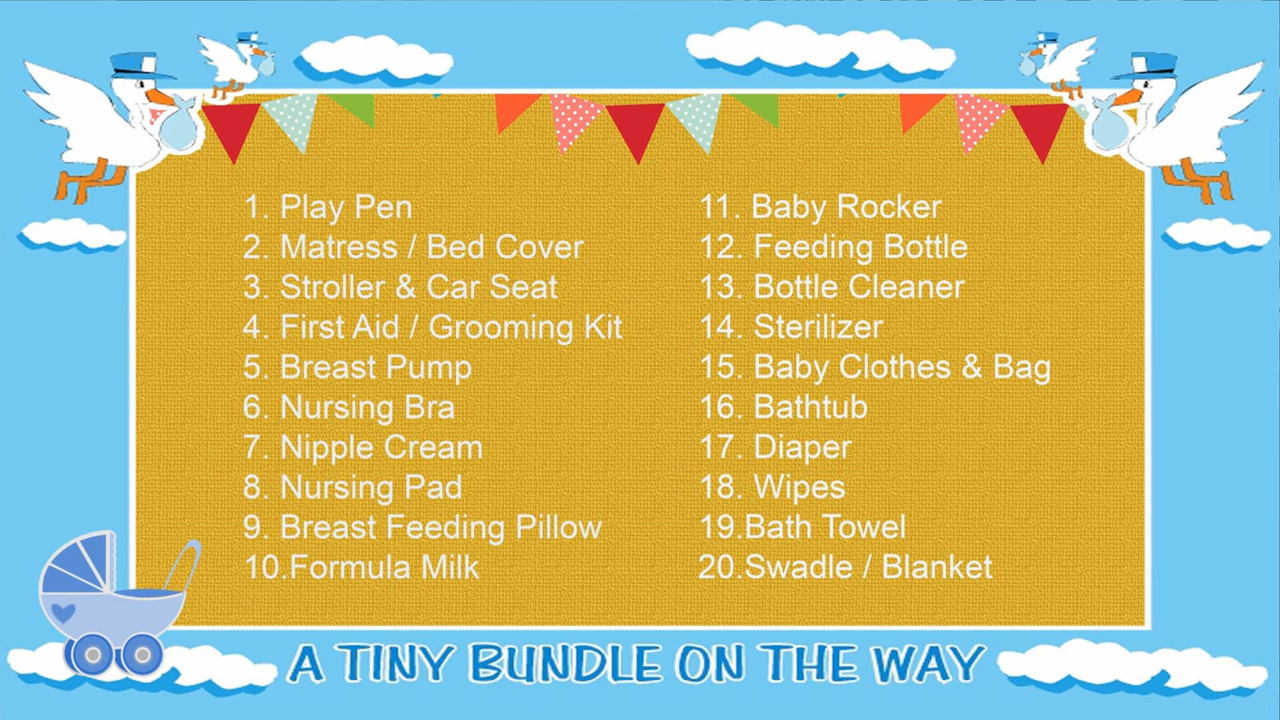 1. Play Pen
2. Matress / Bed Cover
3. Stroller & Car Seat
4. First Aid / Grooming Kit
5. Breast Pump
6. Nursing Bra
7. Nipple Cream
8. Nursing Pad
9. Breast Feeding Pillow
10.Formula Milk
11. Baby Rocker
12. Feeding Bottle
13. Bottle Cleaner
14. Sterilizer
15. Baby Clothes & Bag
16. Bathtub
17. Diaper
18. Wipes
19.Bath Towel
20.Swadle / Blanket
A TINY BUNDLE ON THE WAY